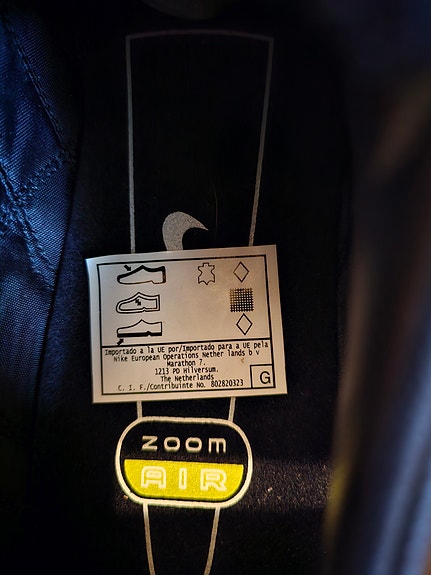 Importado a la UE por/Importado para a UE pela
Nike European Operations Nether lands b v
Marathon 7.
1213 PD Hilversum.
The Netherlands
C. I. F./Contribuinte No. 802820323
G
ZOOM
AIR